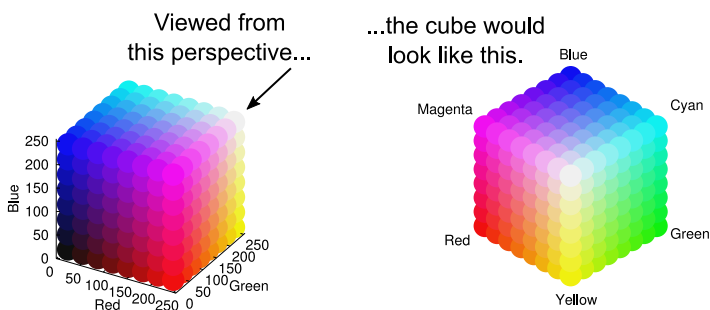 Viewed from
this perspective...
...the cube would
look like this.
Blue
Magenta
Cyan
Red
Green
Yellow
250
200
150
100
50
0
Blue
0
50
100
150
200
250
Red
0
50
100
150
200
250
Green